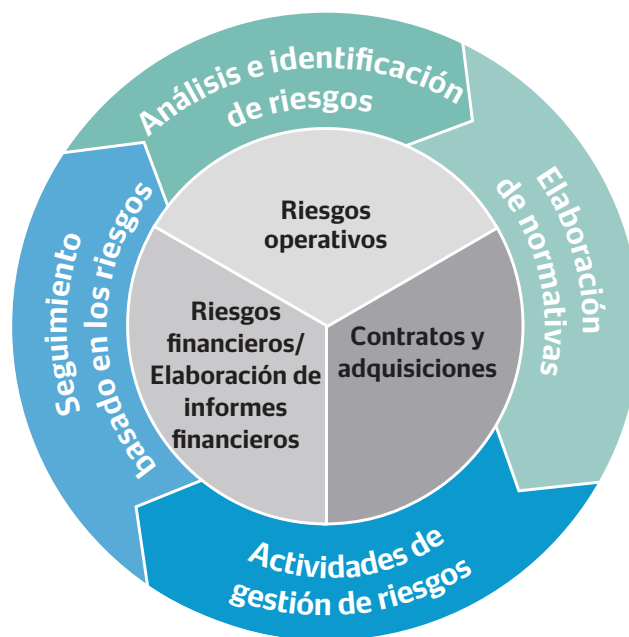 Análisis e identificación
de riesgos
Elaboración
de normativas
Actividades de
gestión de riesgos
Seguimiento
basado en los riesgos
Riesgos
operativos
Contratos y
adquisiciones
Riesgos
financieros/
Elaboración de
informes
financieros